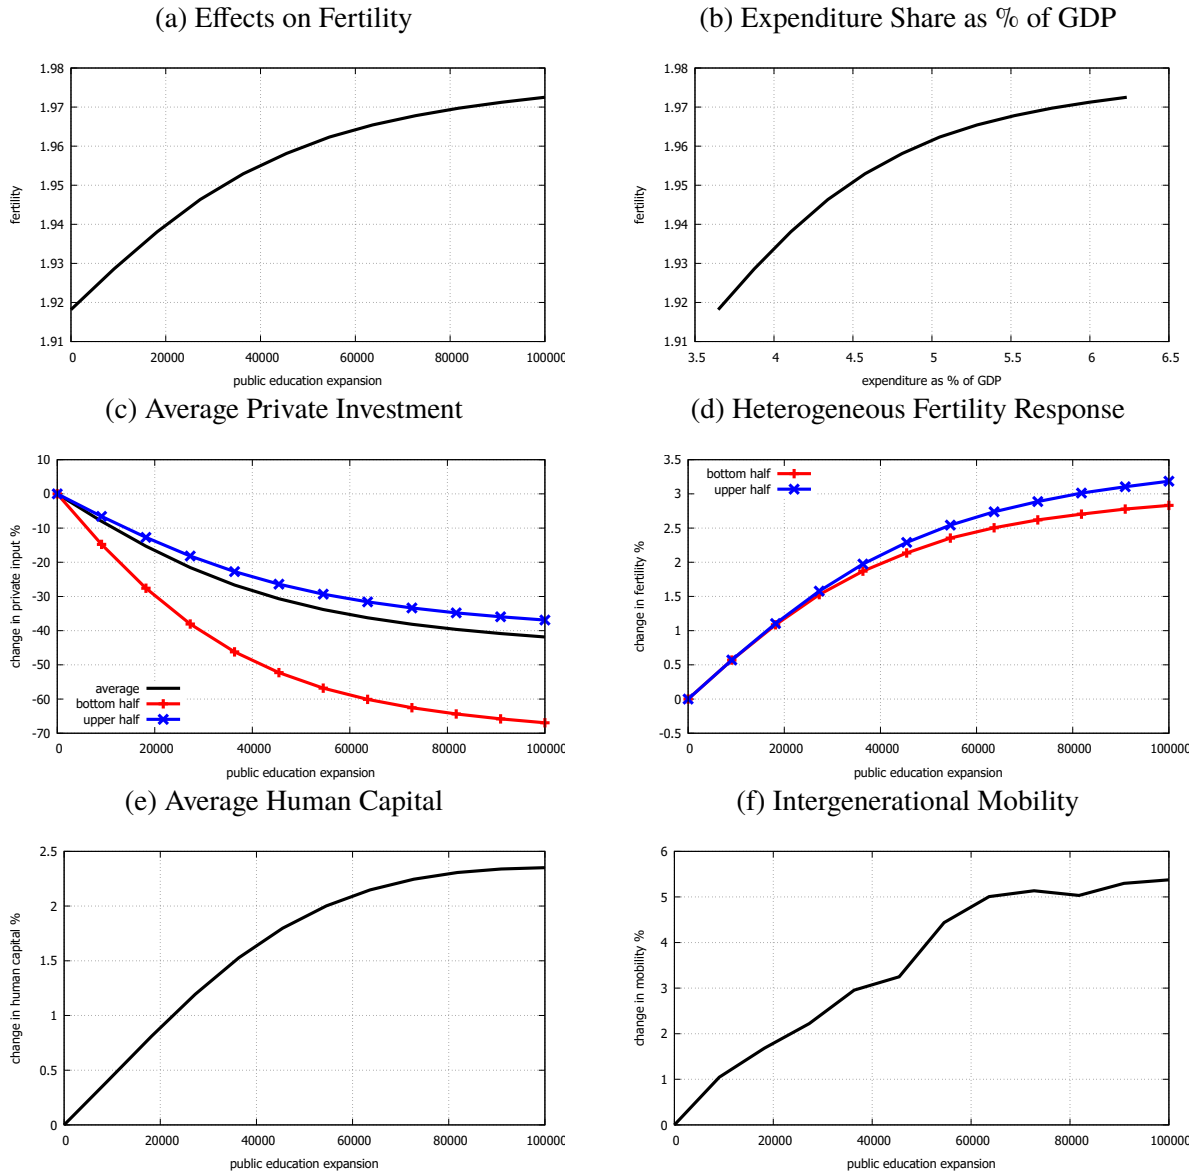 (a) Effects on Fertility
1.98
1.97
1.96
1.95
1.94
1.93
1.92
1.91
fertility
0 20000 40000 60000 80000 100000
public education expansion
(b) Expenditure Share as % of GDP
1.98
1.97
1.96
1.95
1.94
1.93
1.92
1.91
fertility
3.5 4 4.5 5 5.5 6 6.5
expenditure as % of GDP
(c) Average Private Investment
10
0
-10
-20
-30
-40
-50
-60
-70
change in private input %
average
bottom half
upper half
0 20000 40000 60000 80000 100000
public education expansion
(d) Heterogeneous Fertility Response
3.5
3
2.5
2
1.5
1
0.5
0
-0.5
change in fertility %
bottom half
upper half
0 20000 40000 60000 80000 100000
public education expansion
(e) Average Human Capital
2.5
2
1.5
1
0.5
0
change in human capital %
0 20000 40000 60000 80000 100000
public education expansion
(f) Intergenerational Mobility
6
5
4
3
2
1
0
change in mobility %
0 20000 40000 60000 80000 100000
public education expansion